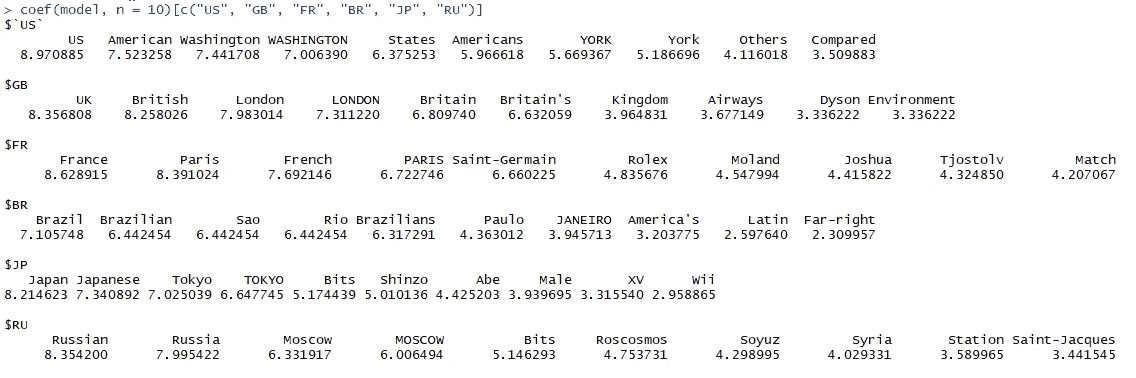 > coef(model, n = 10)[c("US", "GB", "FR", "BR", "JP", "RU")]
$`US`
US American Washington WASHINGTON States Americans YORK York Others Compared
8.970885 7.523258 7.441708 7.006390 6.375253 5.966618 5.669367 5.186696 4.116018 3.509883
$GB
UK British London LONDON Britain Britain's Kingdom Airways Dyson Environment
8.356808 8.258026 7.983014 7.311220 6.809740 6.632059 3.964831 3.677149 3.336222 3.336222
$FR
France Paris French PARIS Saint-Germain Rolex Moland Joshua Tjostolv Match
8.628915 8.391024 7.692146 6.722746 6.660225 4.835676 4.547994 4.415822 4.324850 4.207067
$BR
Brazil Brazilian Sao Rio Brazilians Paulo JANEIRO America's Latin Far-right
7.105748 6.442454 6.442454 6.442454 6.317291 4.363012 3.945713 3.203775 2.597640 2.309957
$JP
Japan Japanese Tokyo TOKYO Bits Shinzo Abe Male XV Wii
8.214623 7.340892 7.025039 6.647745 5.174439 5.010136 4.425203 3.939695 3.315540 2.958865
$RU
Russian Russia Moscow MOSCOW Bits Roscosmos Soyuz Syria Station Saint-Jacques
8.354200 7.995422 6.331917 6.006494 5.146293 4.753731 4.298995 4.029331 3.589965 3.441545